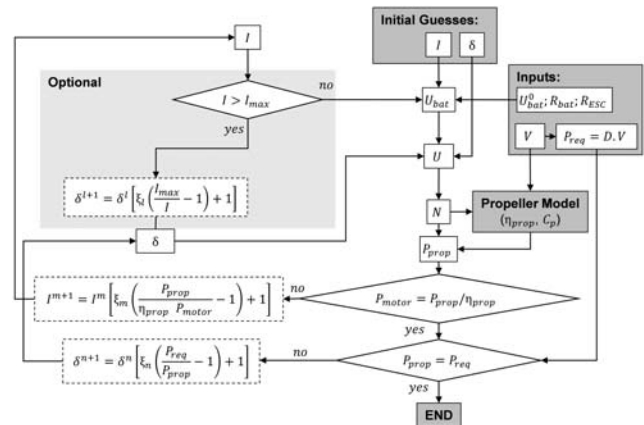 Initial Guesses:
I
I
δ
Optional
Inputs:
I > I_max
no
U_bat
U_bat^0; R_bat; R_ESC
yes
V
P_req = D.V
U
δ^{l+1} = δ^l [ξ_l (I_max/I − 1) + 1]
N
Propeller Model
(η_prop, C_p)
δ
P_prop
I^{m+1} = I^m [ξ_m (P_prop/(η_prop P_motor) − 1) + 1]
no
P_motor = P_prop/η_prop
yes
δ^{n+1} = δ^n [ξ_n (P_req/P_prop − 1) + 1]
no
P_prop = P_req
yes
END